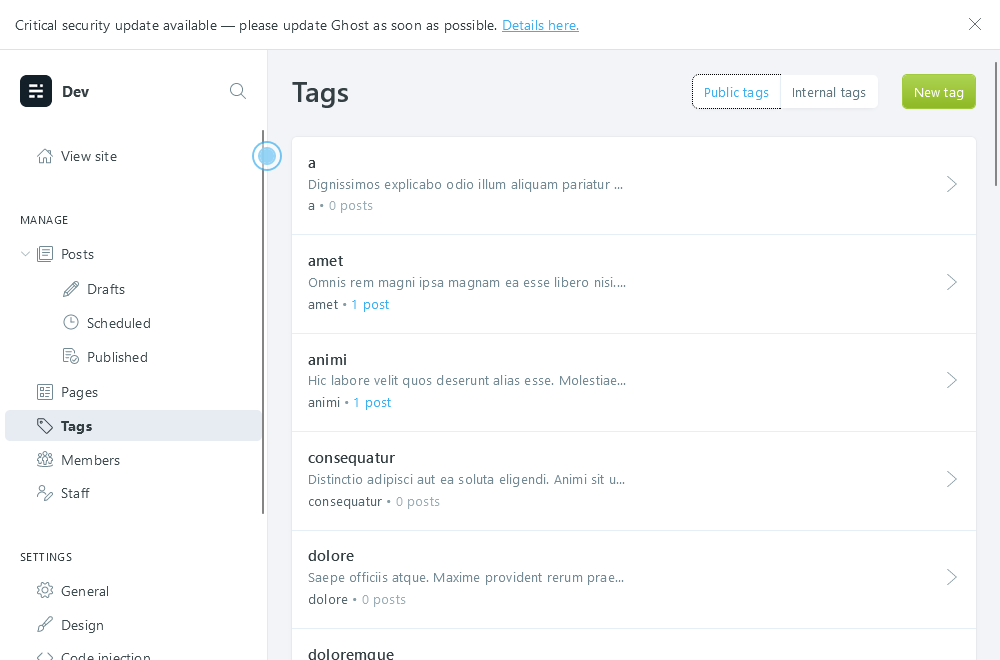 Critical security update available — please update Ghost as soon as possible. Details here.
Dev
View site
MANAGE
Posts
Drafts
Scheduled
Published
Pages
Tags
Members
Staff
SETTINGS
General
Design
Code injection
Tags
Public tags
Internal tags
New tag
a
Dignissimos explicabo odio illum aliquam pariatur ...
a • 0 posts
amet
Omnis rem magni ipsa magnam ea esse libero nisi....
amet • 1 post
animi
Hic labore velit quos deserunt alias esse. Molestiae...
animi • 1 post
consequatur
Distinctio adipisci aut ea soluta eligendi. Animi sit u...
consequatur • 0 posts
dolore
Saepe officiis atque. Maxime provident rerum prae...
dolore • 0 posts
doloremque